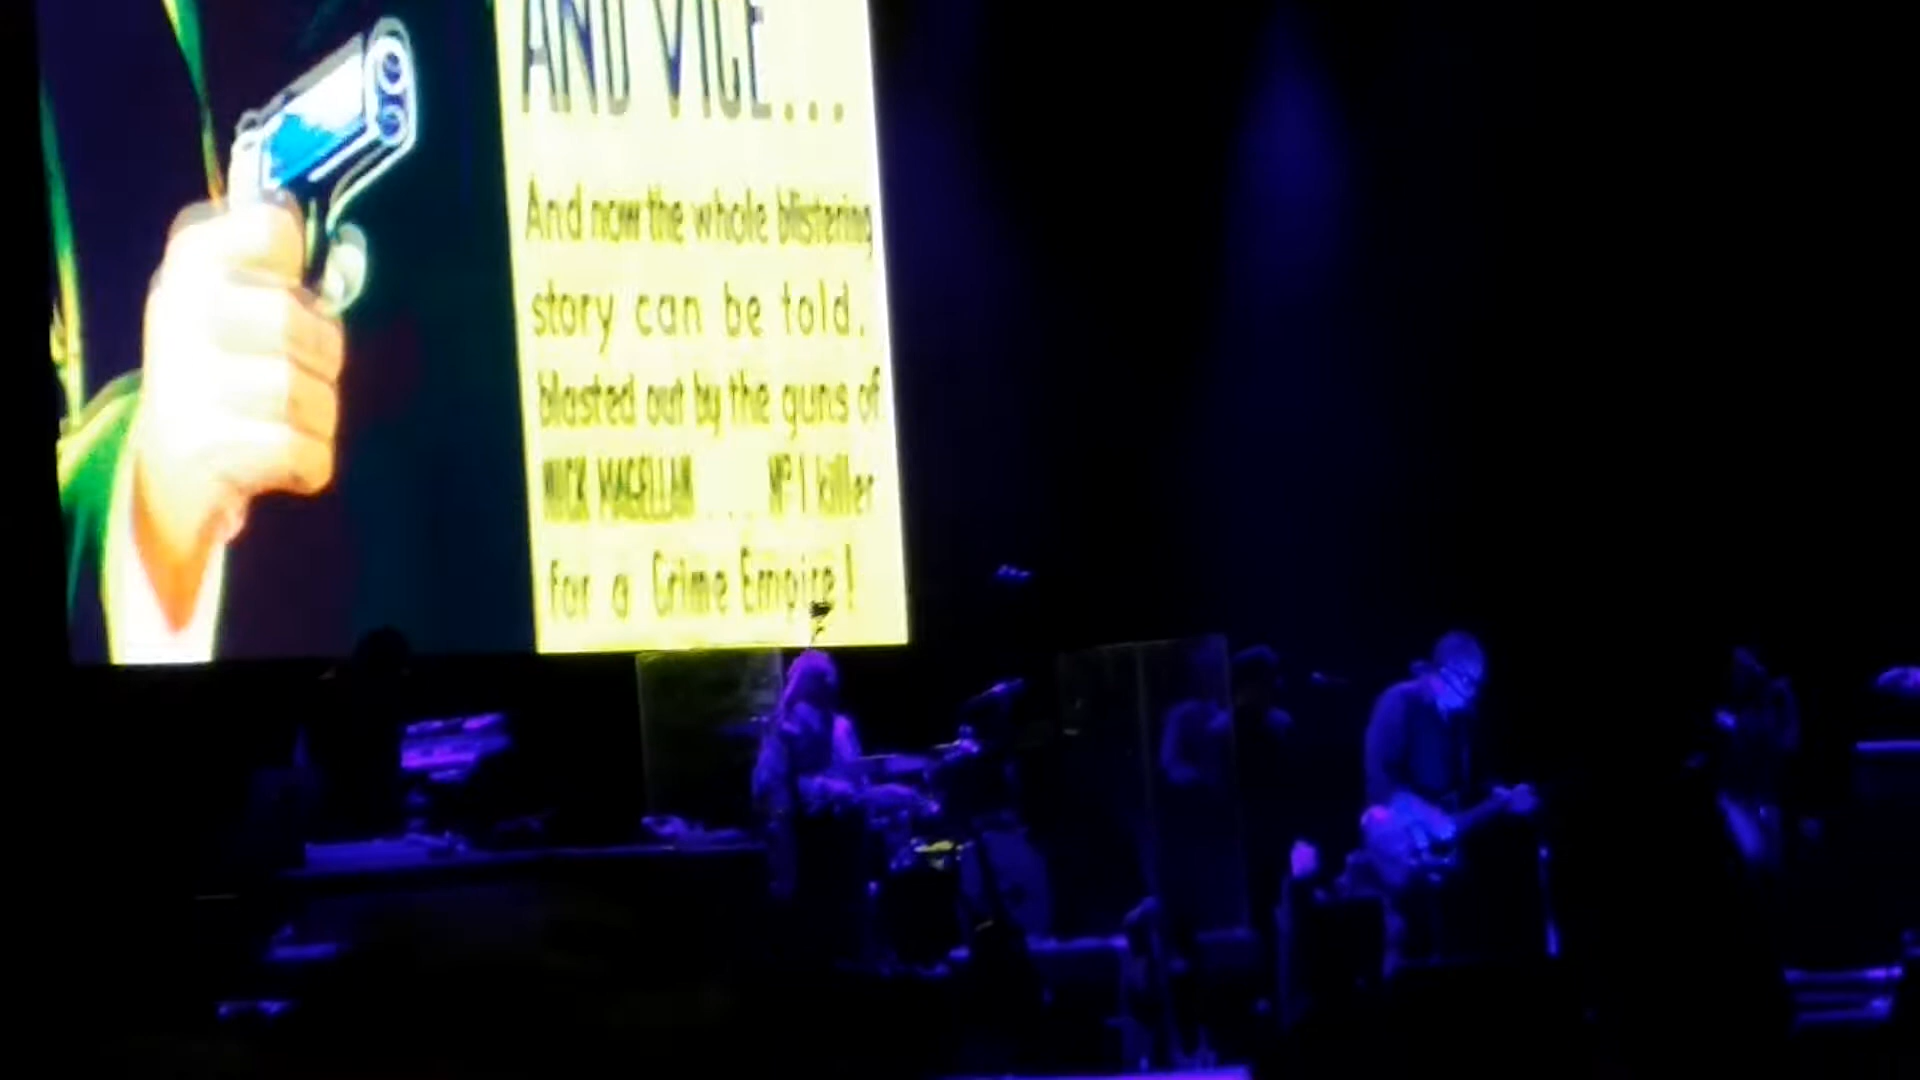 AND VICE...
And now the whole blistering
story can be told.
blasted out by the guns of
NICK MAGELLAN ... Nº1 killer
for a Crime Empire!